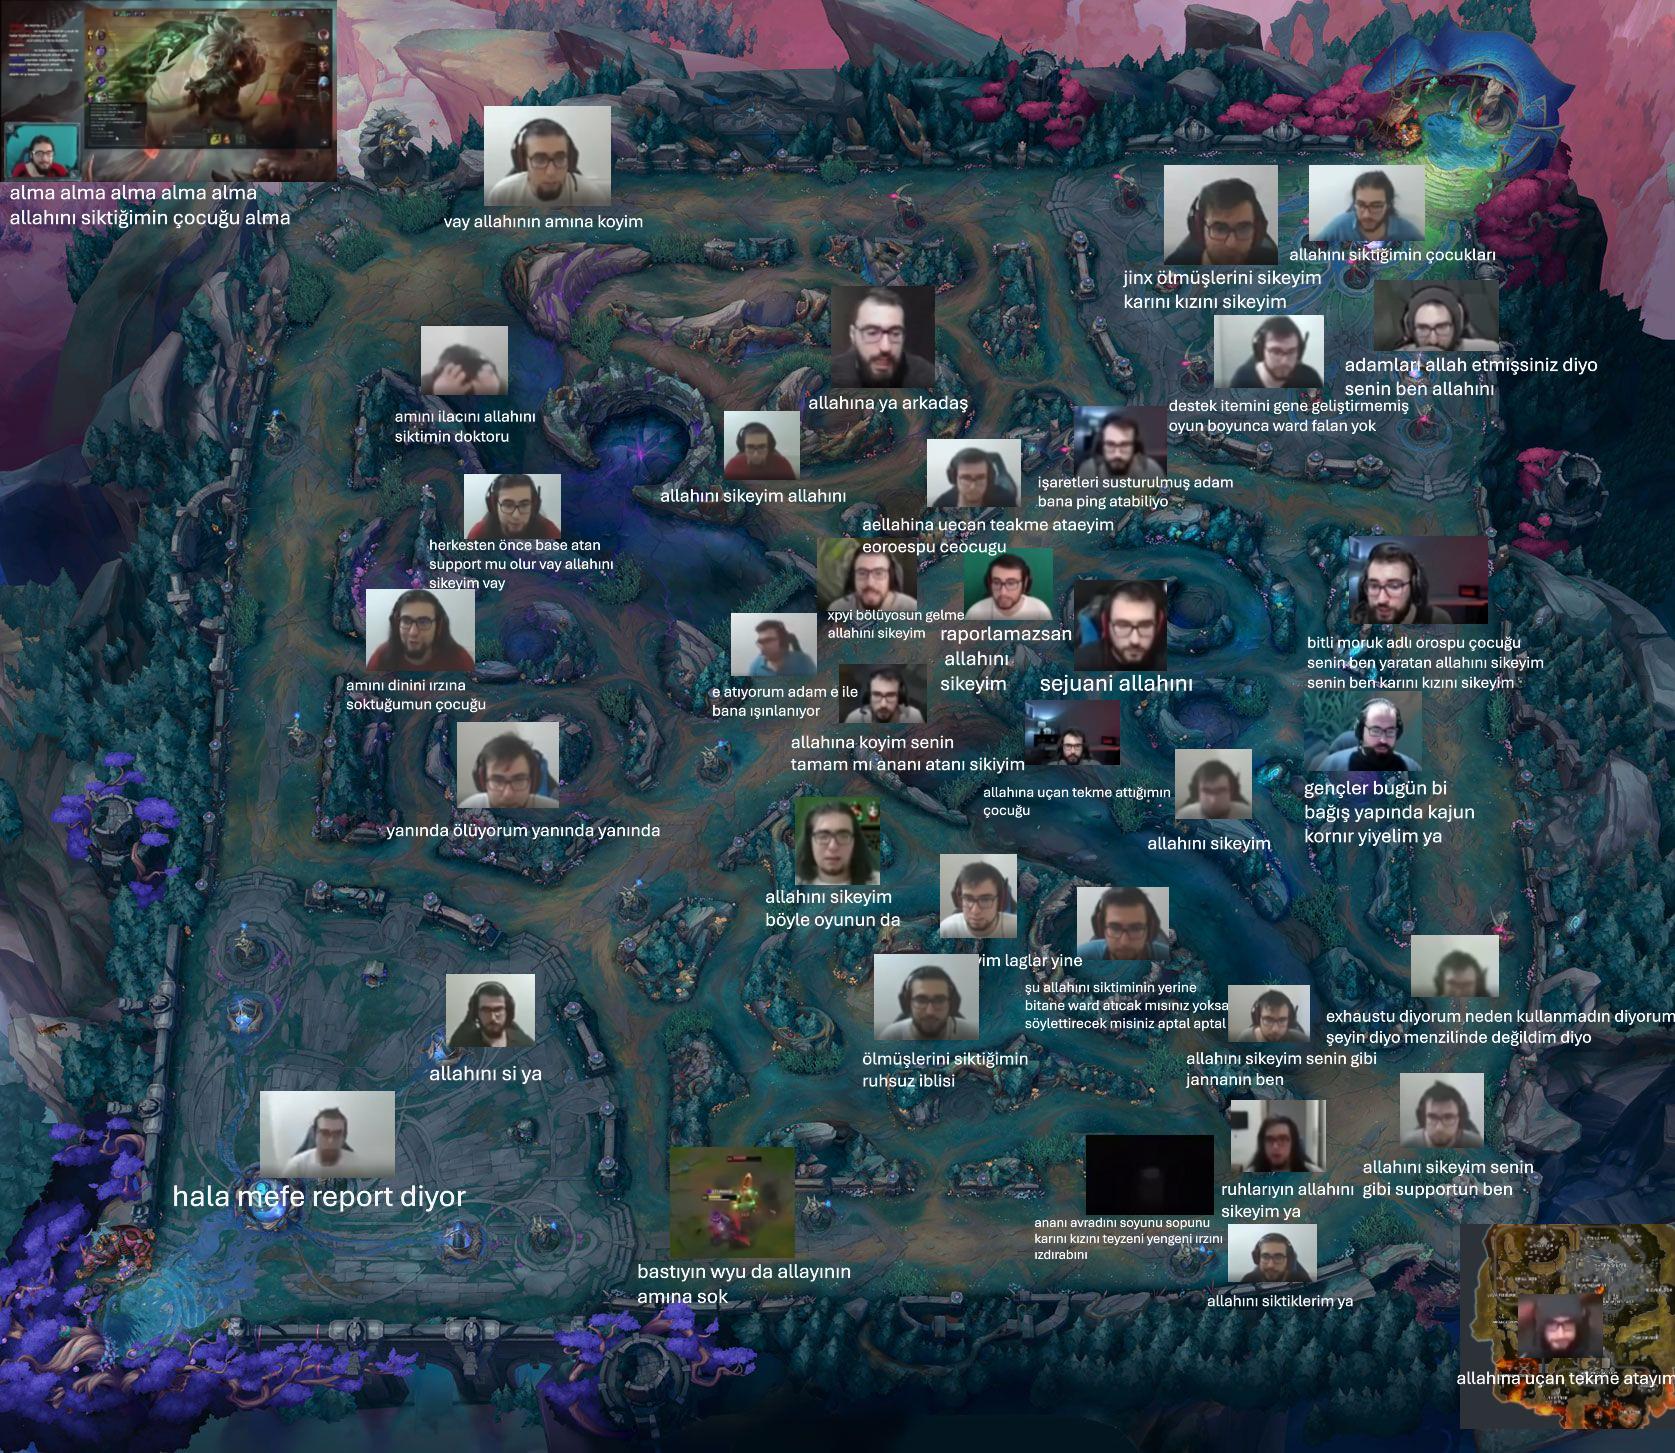 alma alma alma alma alma
allahını siktiğimin çocuğu alma
vay allahının amına koyim
jinx ölmüşlerini sikeyim
karını kızını sikeyim
allahını siktiğimin çocukları
adamları allah etmişsiniz diyo
senin ben allahını
destek itemini gene geliştirmemiş
oyun boyunca ward falan yok
amını ilacını allahını
siktimin doktoru
allahına ya arkadaş
allahını sikeyim allahını
işaretleri susturulmuş adam
bana ping atabiliyo
aellahina uecan teakme ataeyim
eoroespu ceocugu
herkesten önce base atan
support mu olur vay allahını
sikeyim vay
xpyi bölüyosun gelme
allahını sikeyim
raporlamazsan
allahını
sikeyim
sejuani allahını
bitli moruk adlı orospu çocuğu
senin ben yaratan allahını sikeyim
senin ben karını kızını sikeyim
amını dinini ırzına
soktuğumun çocuğu
e atıyorum adam e ile
bana ışınlanıyor
allahına koyim senin
tamam mı ananı atanı sikiyim
allahına uçan tekme attığımın
çocuğu
allahını sikeyim
gençler bugün bi
bağış yapında kajun
kornır yiyelim ya
yanında ölüyorum yanında yanında
allahını sikeyim
böyle oyunun da
yim laglar yine
şu allahını siktiminin yerine
bitane ward atıcak mısınız yoksa
söylettirecek misiniz aptal aptal
exhaustu diyorum neden kullanmadın diyorum
şeyin diyo menzilinde değildim diyo
ölmüşlerini siktiğimin
ruhsuz iblisi
allahını sikeyim senin gibi
jannanın ben
allahını si ya
hala mefe report diyor
allahını sikeyim senin
gibi supportun ben
ruhlarıyın allahını
sikeyim ya
ananı avradını soyunu sopunu
karını kızını teyzeni yengeni ırzını
ızdırabını
bastıyın wyu da allayının
amına sok
allahını siktiklerim ya
allahına uçan tekme atayım